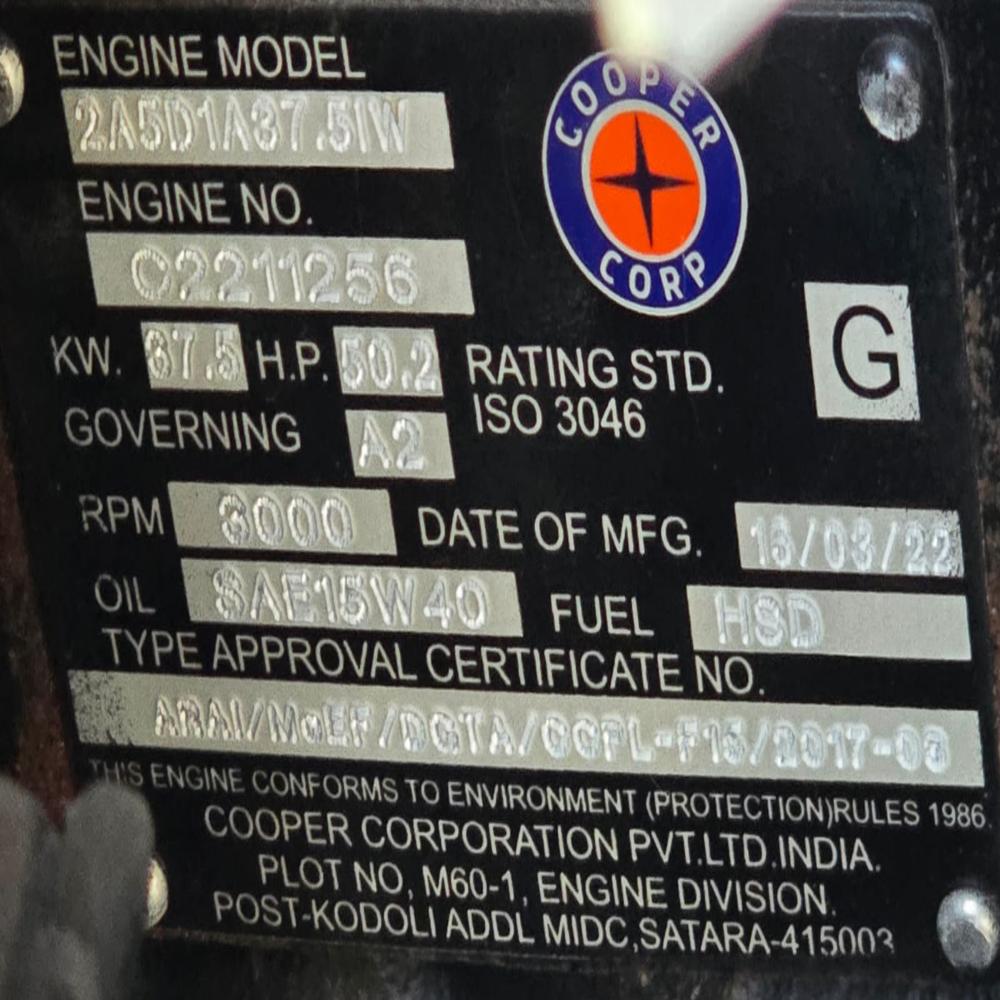 ENGINE MODEL
2A5D1A37.5IW
COOPER
CORP
ENGINE NO.
C2211256
G
KW. 37.5 H.P. 50.2 RATING STD.
ISO 3046
GOVERNING A2
RPM 3000 DATE OF MFG. 16/03/22
OIL SAE15W40 FUEL HSD
TYPE APPROVAL CERTIFICATE NO.
ARAI/MoEF/DGTA/CCPL-F15/2017-03
THIS ENGINE CONFORMS TO ENVIRONMENT (PROTECTION)RULES 1986.
COOPER CORPORATION PVT.LTD.INDIA.
PLOT NO, M60-1, ENGINE DIVISION.
POST-KODOLI ADDL MIDC,SATARA-415003